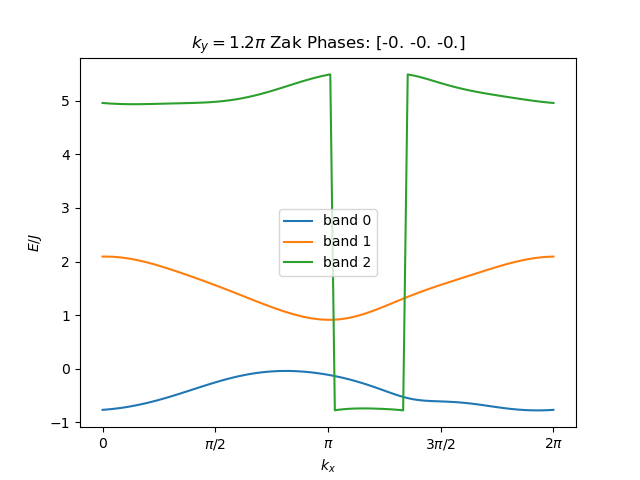 $k_y = 1.2\pi$ Zak Phases: [-0. -0. -0.]
E/J
5
4
3
2
1
0
−1
band 0
band 1
band 2
0
π/2
π
3π/2
2π
$k_x$